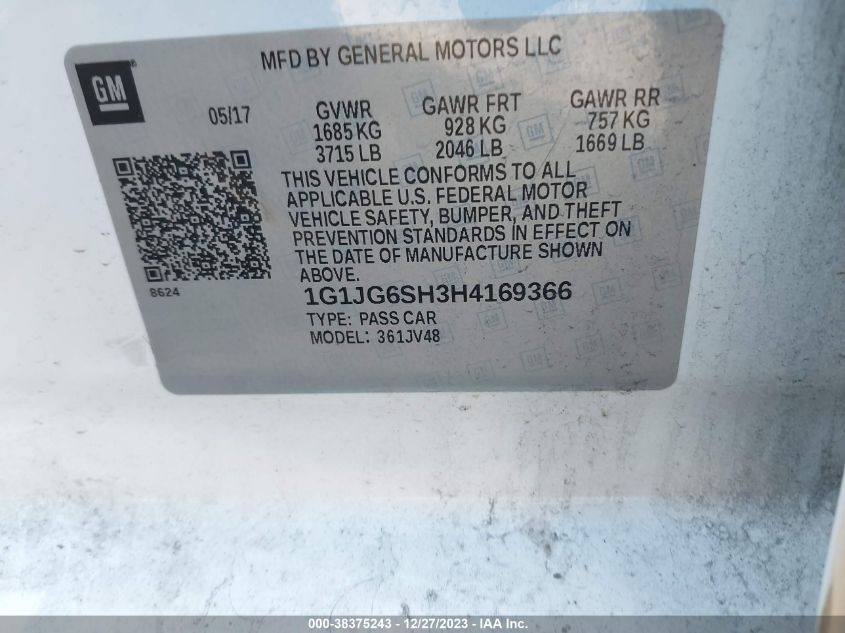 MFD BY GENERAL MOTORS LLC
GM
05/17 GVWR GAWR FRT GAWR RR
1685 KG 928 KG 757 KG
3715 LB 2046 LB 1669 LB
THIS VEHICLE CONFORMS TO ALL
APPLICABLE U.S. FEDERAL MOTOR
VEHICLE SAFETY, BUMPER, AND THEFT
PREVENTION STANDARDS IN EFFECT ON
THE DATE OF MANUFACTURE SHOWN
ABOVE.
8624
1G1JG6SH3H4169366
TYPE: PASS CAR
MODEL: 361JV48
000-38375243 - 12/27/2023 - IAA Inc.